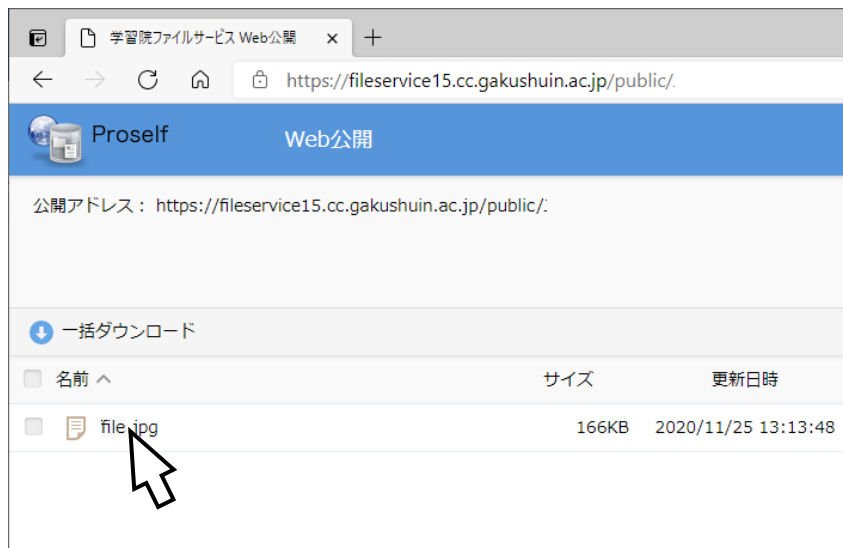 学習院ファイルサービス Web公開
https://fileservice15.cc.gakushuin.ac.jp/public/
Proself
Web公開
公開アドレス： https://fileservice15.cc.gakushuin.ac.jp/public/
一括ダウンロード
名前 サイズ 更新日時
file.jpg 166KB 2020/11/25 13:13:48